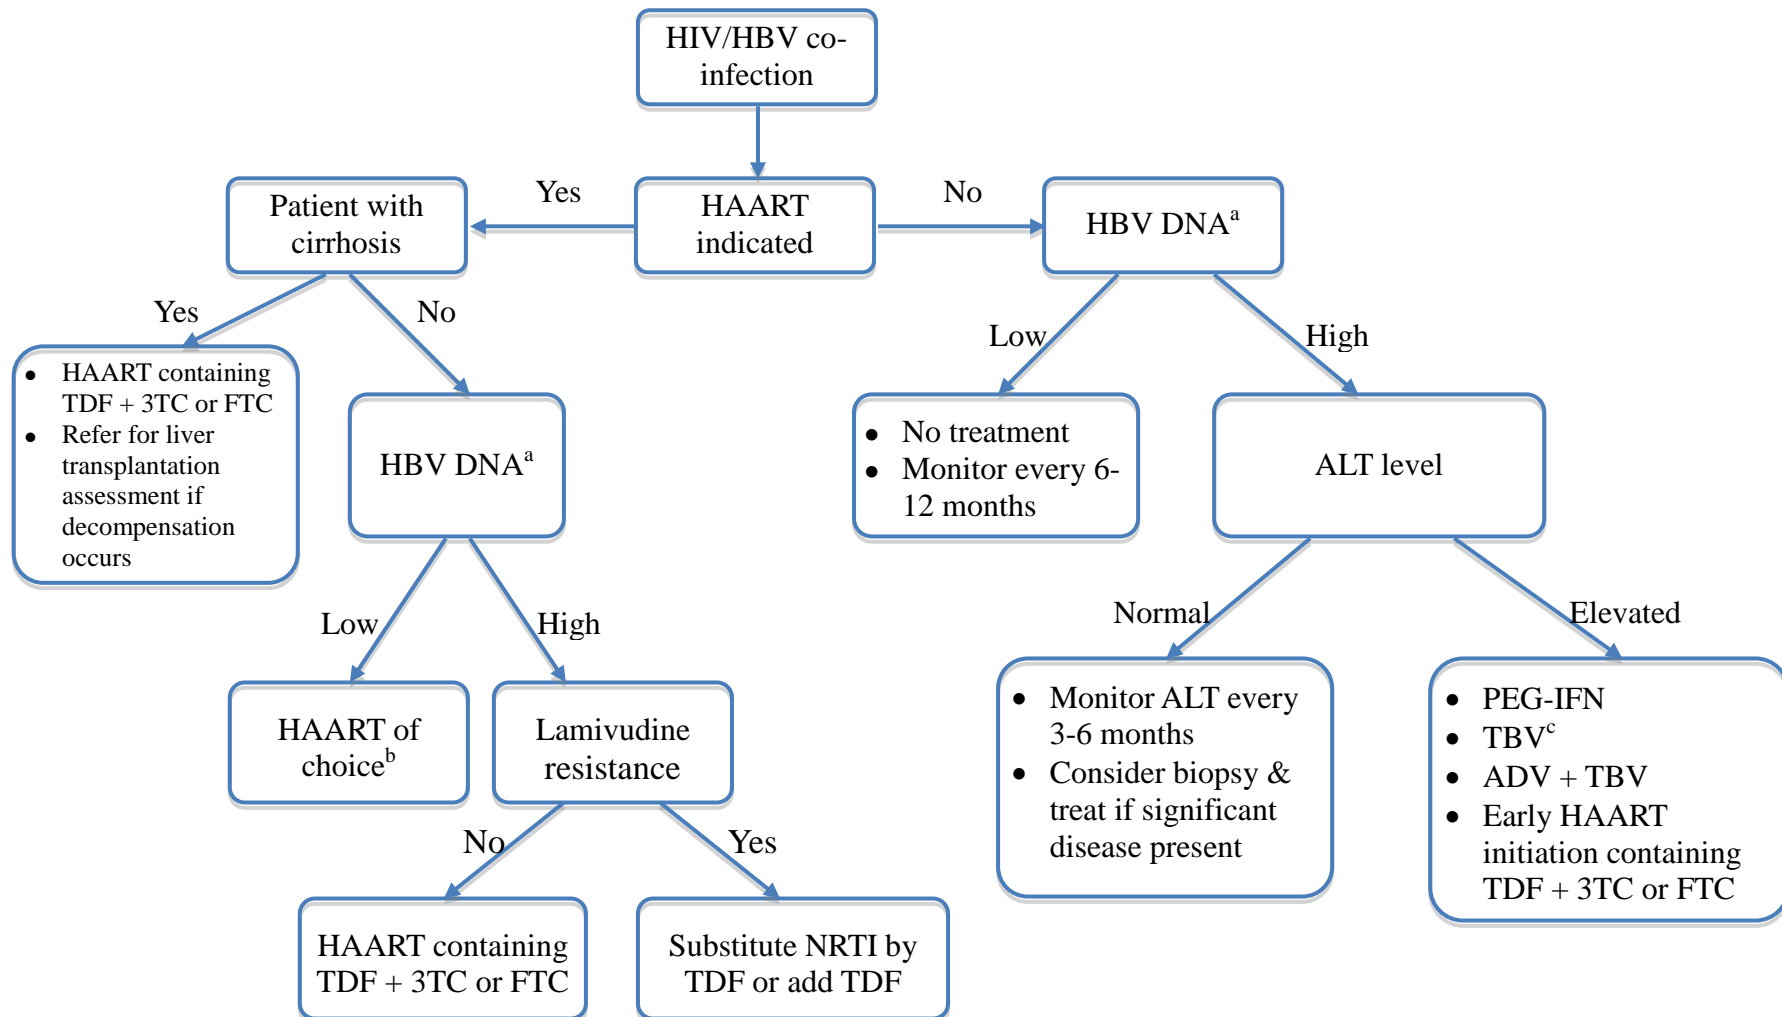 HIV/HBV co-
infection
Yes
No
Patient with
cirrhosis
HAART
indicated
HBV DNAᵃ
Yes
No
Low
High
• HAART containing
TDF + 3TC or FTC
• Refer for liver
transplantation
assessment if
decompensation
occurs
HBV DNAᵃ
• No treatment
• Monitor every 6-
12 months
ALT level
Low
High
Normal
Elevated
HAART of
choiceᵇ
Lamivudine
resistance
• Monitor ALT every
3-6 months
• Consider biopsy &
treat if significant
disease present
• PEG-IFN
• TBVᶜ
• ADV + TBV
• Early HAART
initiation containing
TDF + 3TC or FTC
No
Yes
HAART containing
TDF + 3TC or FTC
Substitute NRTI by
TDF or add TDF